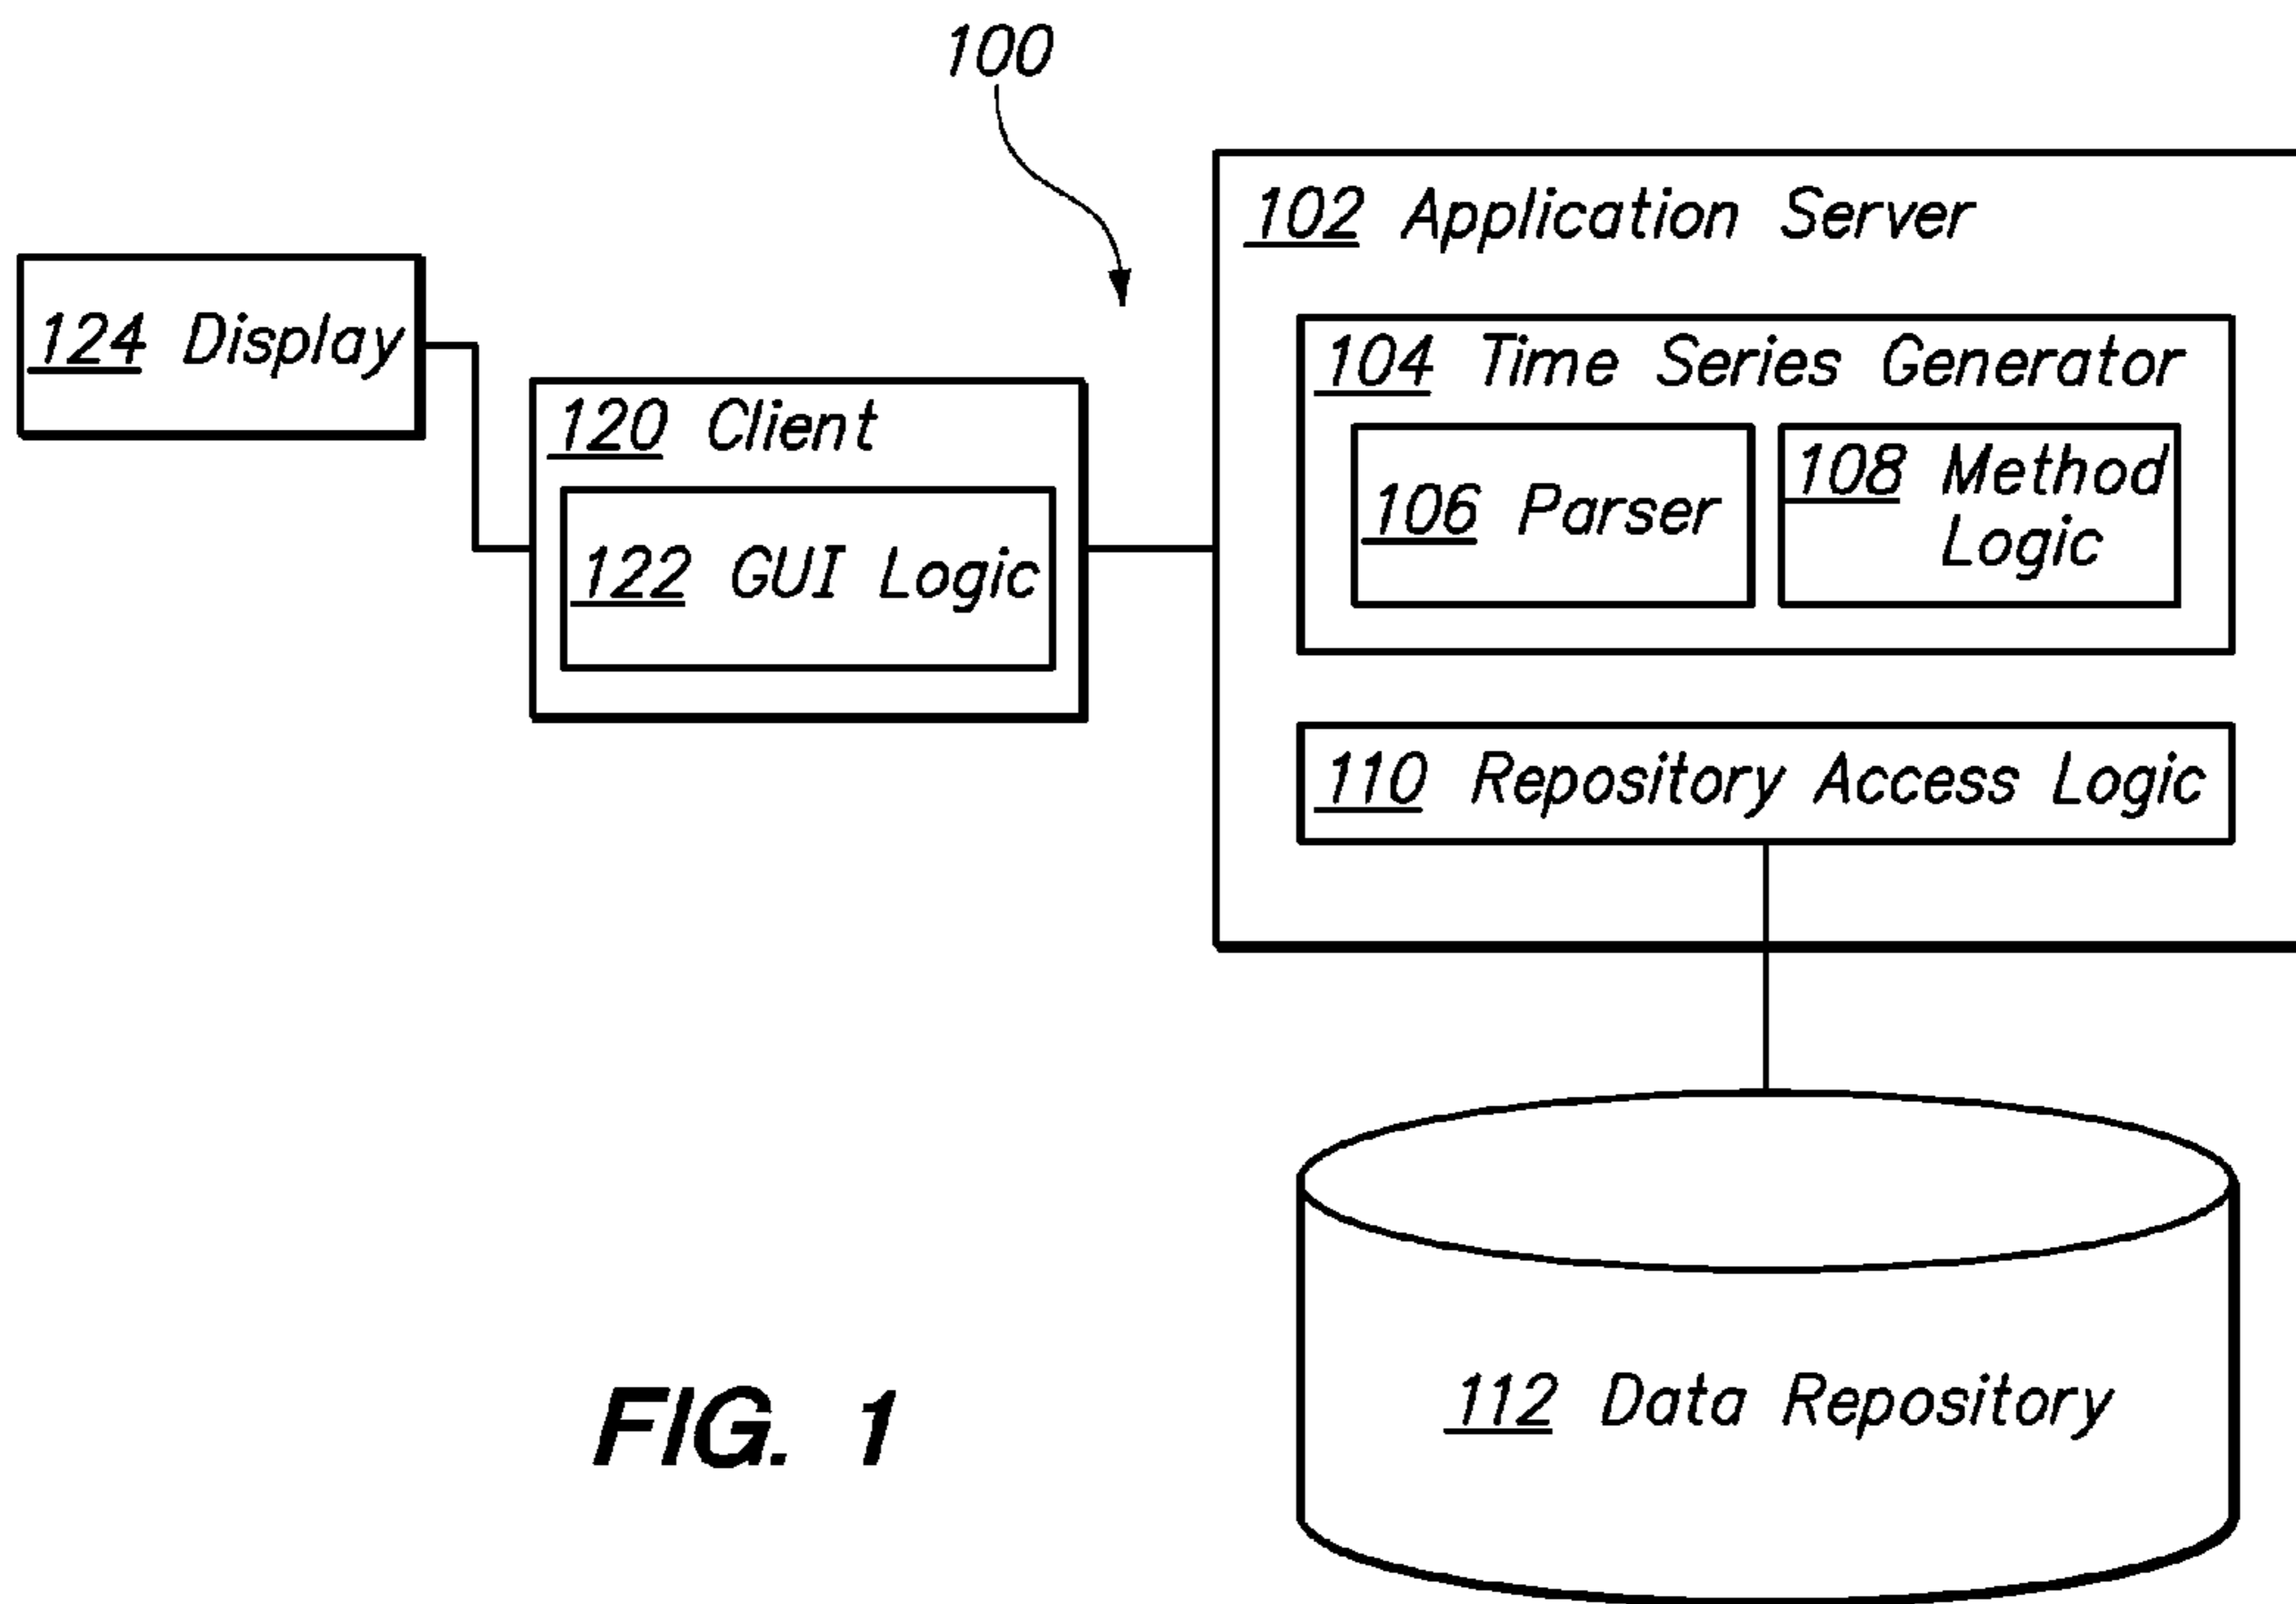 100
102 Application Server
124 Display
104 Time Series Generator
120 Client
106 Parser
108 Method
Logic
122 GUI Logic
110 Repository Access Logic
112 Data Repository
FIG. 1